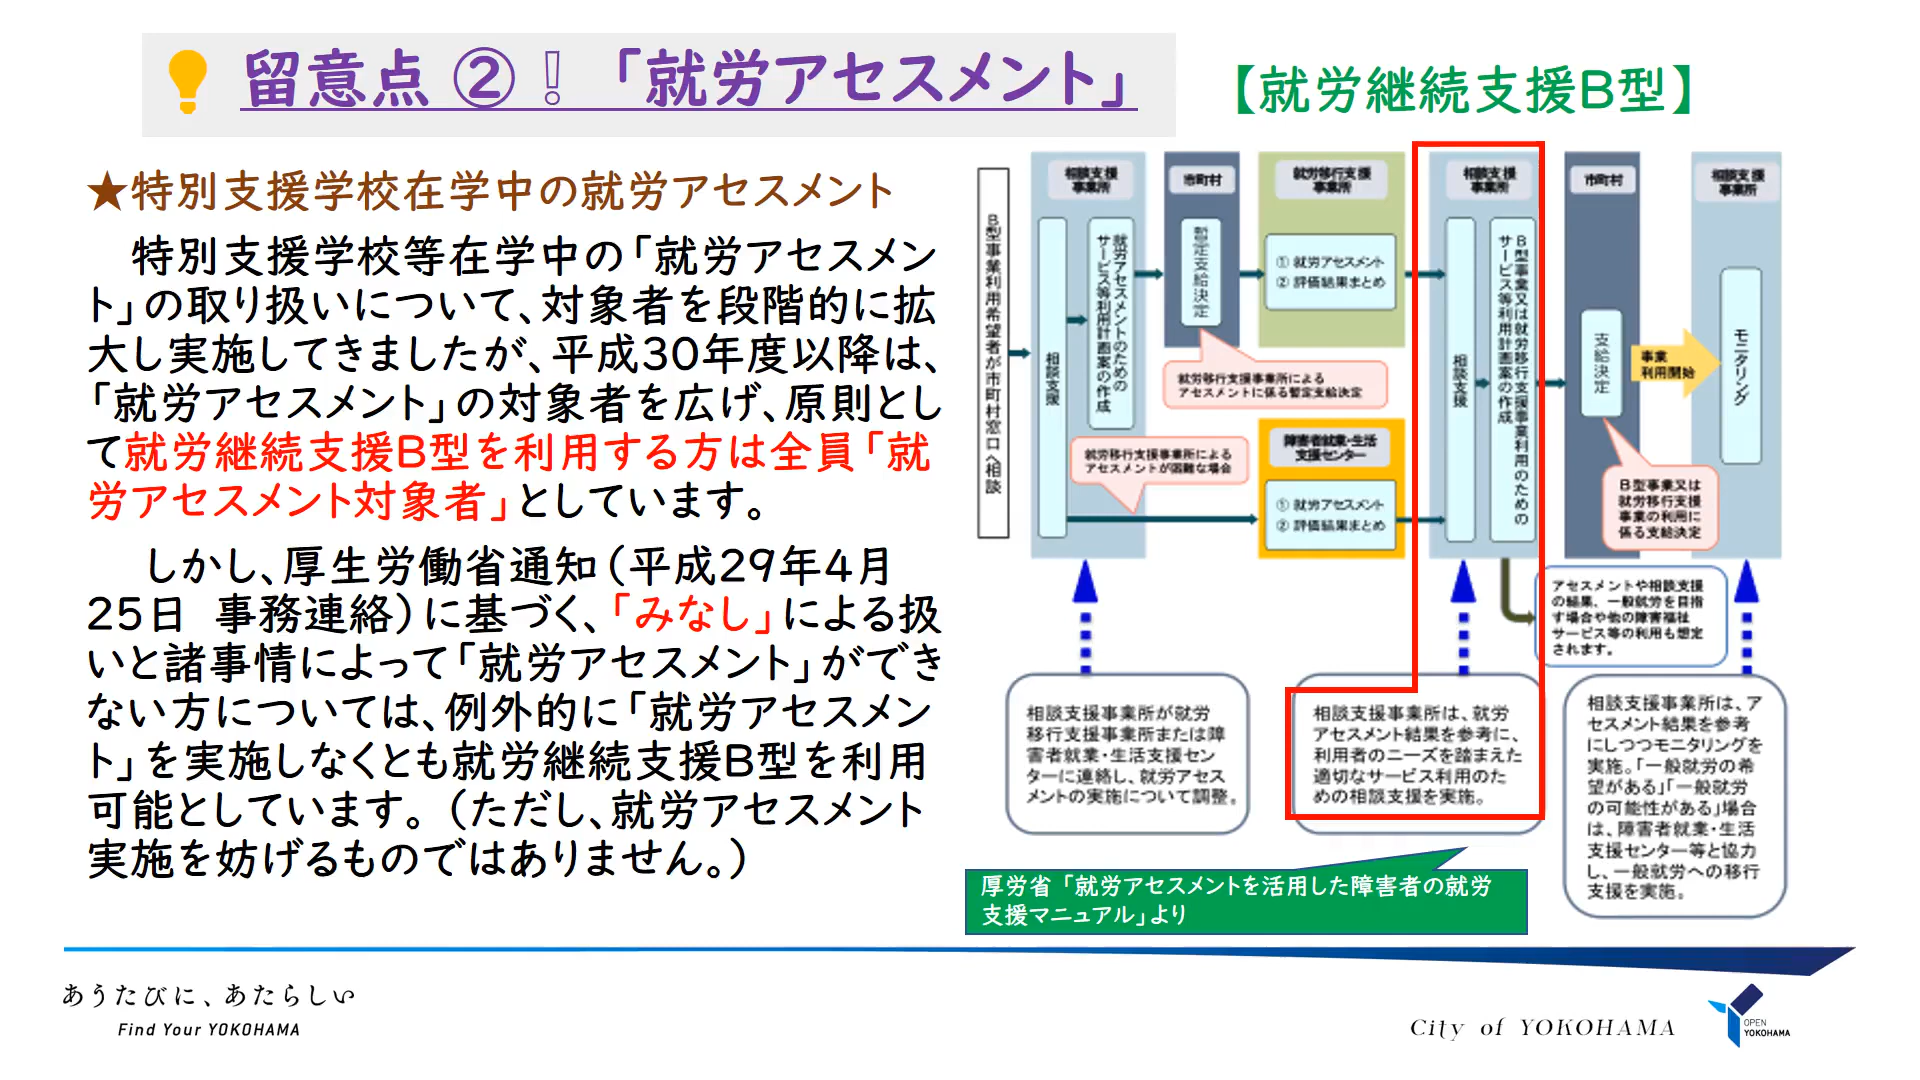 留意点 ②❕「就労アセスメント」
【就労継続支援B型】
★特別支援学校在学中の就労アセスメント
特別支援学校等在学中の「就労アセスメン
ト」の取り扱いについて、対象者を段階的に拡
大し実施してきましたが、平成30年度以降は、
「就労アセスメント」の対象者を広げ、原則とし
て就労継続支援B型を利用する方は全員「就
労アセスメント対象者」としています。
しかし、厚生労働省通知（平成29年4月
25日　事務連絡）に基づく、「みなし」による扱
いと諸事情によって「就労アセスメント」ができ
ない方については、例外的に「就労アセスメン
ト」を実施しなくとも就労継続支援B型を利用
可能としています。（ただし、就労アセスメント
実施を妨げるものではありません。）
B型事業利用希望者が市町村窓口へ相談
相談支援
事業所
相談支援
就労アセスメントのための
サービス等利用計画案の作成
市町村
暫定支給決定
就労移行支援
事業所
① 就労アセスメント
② 評価結果まとめ
就労移行支援事業所による
アセスメントに係る暫定支給決定
就労移行支援事業所による
アセスメントが困難な場合
障害者就業・生活
支援センター
① 就労アセスメント
② 評価結果まとめ
相談支援
事業所
相談支援
B型事業又は就労移行支援事業利用のための
サービス等利用計画案の作成
市町村
支給決定
事業
利用開始
相談支援
事業所
モニタリング
B型事業又は
就労移行支援
事業の利用に
係る支給決定
アセスメントや相談支援
の結果、一般就労を目指
す場合や他の障害福祉
サービス等の利用も想定
されます。
相談支援事業所が就労
移行支援事業所または障
害者就業・生活支援セン
ターに連絡し、就労アセス
メントの実施について調整。
相談支援事業所は、就労
アセスメント結果を参考に、
利用者のニーズを踏まえた
適切なサービス利用のた
めの相談支援を実施。
相談支援事業所は、ア
セスメント結果を参考
にしつつモニタリングを
実施。「一般就労の希
望がある」「一般就労
の可能性がある」場合
は、障害者就業・生活
支援センター等と協力
し、一般就労への移行
支援を実施。
厚労省「就労アセスメントを活用した障害者の就労
支援マニュアル」より
あうたびに、あたらしい
Find Your YOKOHAMA
City of YOKOHAMA
OPEN
YOKOHAMA